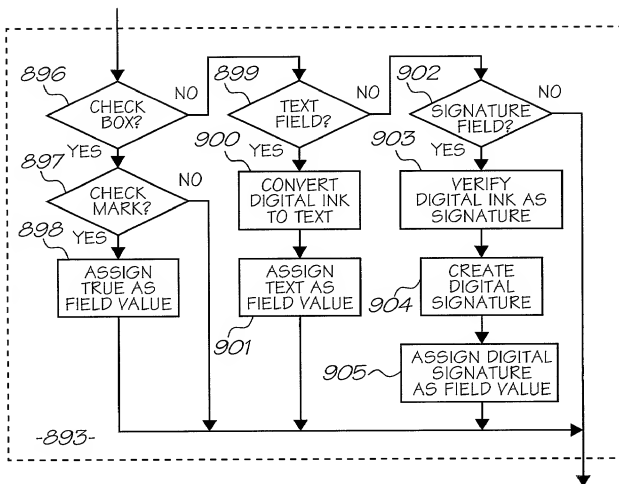 896
CHECK
BOX?
NO
YES
897
CHECK
MARK?
NO
YES
898
ASSIGN
TRUE AS
FIELD VALUE
899
TEXT
FIELD?
NO
YES
900
CONVERT
DIGITAL INK
TO TEXT
ASSIGN
TEXT AS
FIELD VALUE
901
902
SIGNATURE
FIELD?
NO
YES
903
VERIFY
DIGITAL INK AS
SIGNATURE
CREATE
DIGITAL
SIGNATURE
904
ASSIGN DIGITAL
SIGNATURE
AS FIELD VALUE
905
-893-